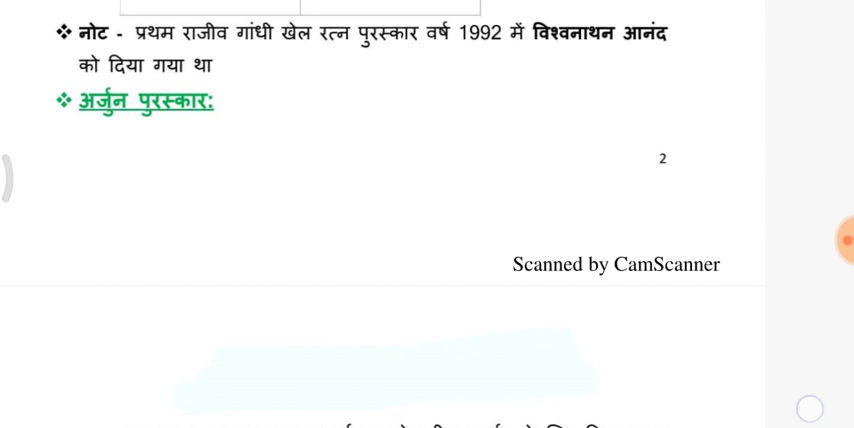 ❖ नोट - प्रथम राजीव गांधी खेल रत्न पुरस्कार वर्ष 1992 में विश्वनाथन आनंद
को दिया गया था
❖ अर्जुन पुरस्कार:
2
Scanned by CamScanner